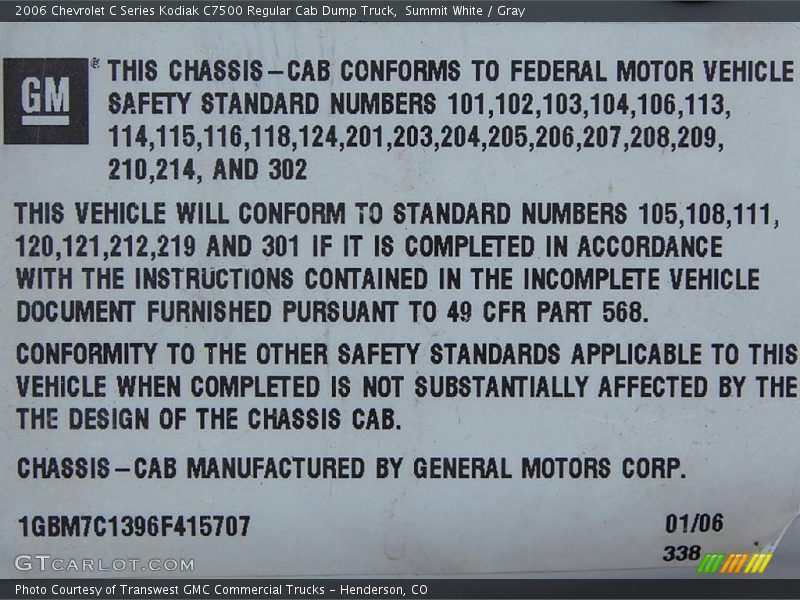 2006 Chevrolet C Series Kodiak C7500 Regular Cab Dump Truck,  Summit White / Gray
GM ® THIS CHASSIS-CAB CONFORMS TO FEDERAL MOTOR VEHICLE
SAFETY STANDARD NUMBERS 101,102,103,104,106,113,
114,115,116,118,124,201,203,204,205,206,207,208,209,
210,214, AND 302
THIS VEHICLE WILL CONFORM TO STANDARD NUMBERS 105,108,111,
120,121,212,219 AND 301 IF IT IS COMPLETED IN ACCORDANCE
WITH THE INSTRUCTIONS CONTAINED IN THE INCOMPLETE VEHICLE
DOCUMENT FURNISHED PURSUANT TO 49 CFR PART 568.
CONFORMITY TO THE OTHER SAFETY STANDARDS APPLICABLE TO THIS
VEHICLE WHEN COMPLETED IS NOT SUBSTANTIALLY AFFECTED BY THE
THE DESIGN OF THE CHASSIS CAB.
CHASSIS-CAB MANUFACTURED BY GENERAL MOTORS CORP.
1GBM7C1396F415707 01/06
338
GTCARLOT.COM
Photo Courtesy of Transwest GMC Commercial Trucks - Henderson, CO